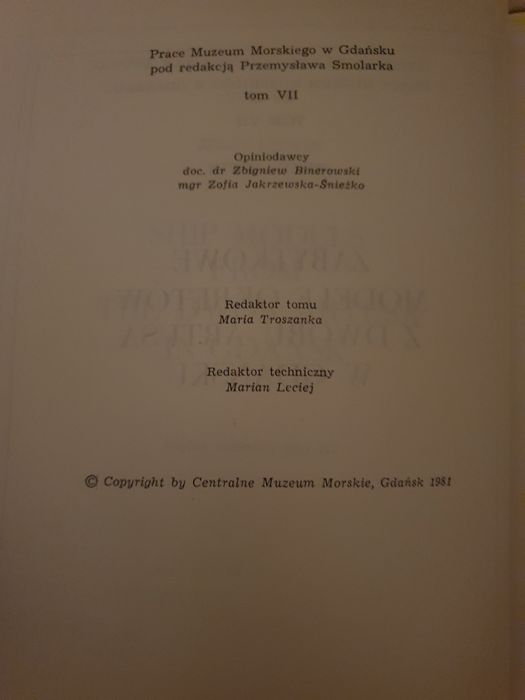 Prace Muzeum Morskiego w Gdańsku
pod redakcją Przemysława Smolarka
tom VII
Opiniodawcy
doc. dr Zbigniew Binerowski
mgr Zofia Jakrzewska-Śnieżko
Redaktor tomu
Maria Troszanka
Redaktor techniczny
Marian Leciej
© Copyright by Centralne Muzeum Morskie, Gdańsk 1981